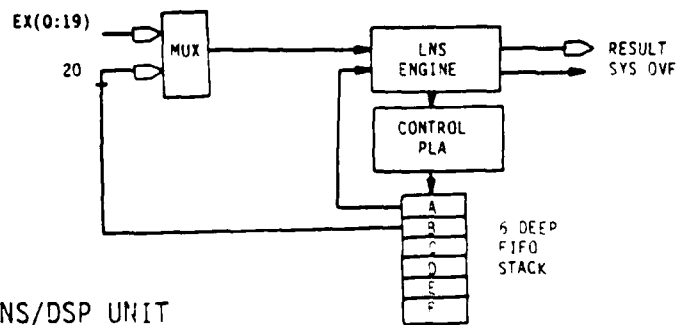 EX(0:19)
MUX
20
LNS
ENGINE
RESULT
SYS OVF
CONTROL
PLA
A
B
C
D
E
F
6 DEEP
FIFO
STACK
NS/DSP UNIT